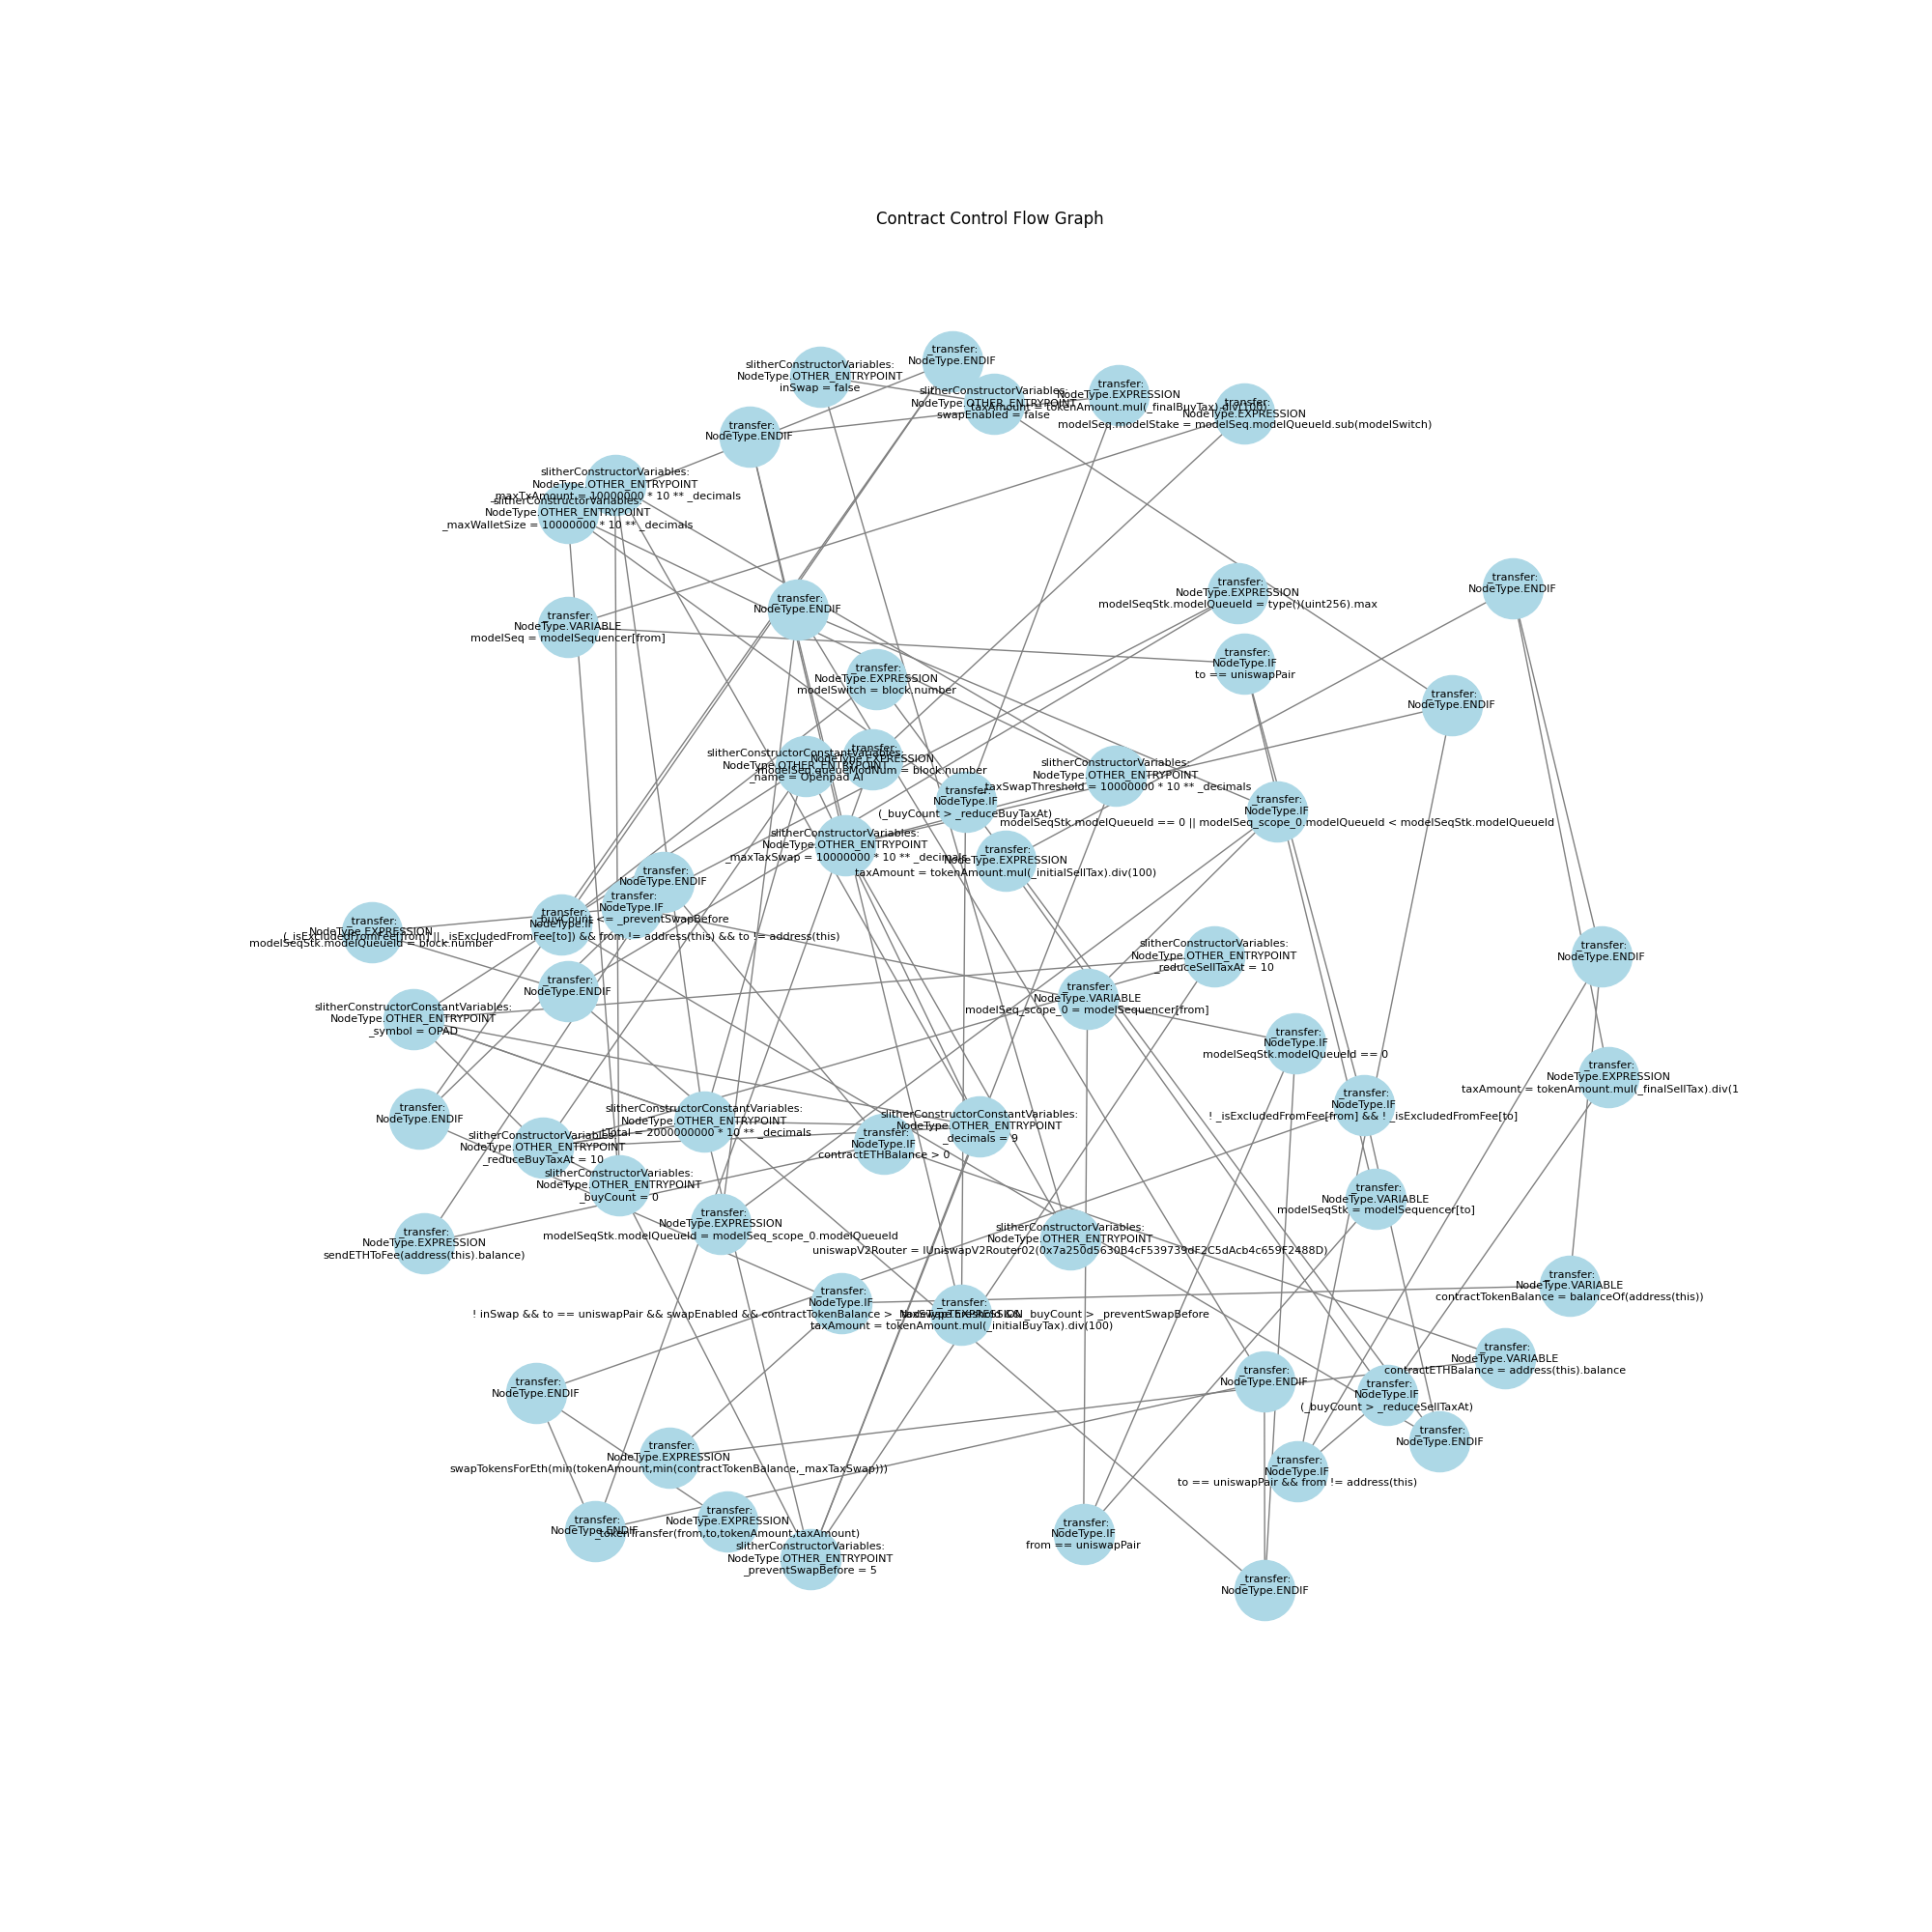 Contract Control Flow Graph
_transfer:
NodeType.ENDIF
slitherConstructorVariables:
NodeType.OTHER_ENTRYPOINT
inSwap = false
slitherConstructorVariables:
NodeType.OTHER_ENTRYPOINT
swapEnabled = false
_transfer:
NodeType.EXPRESSION
taxAmount = tokenAmount.mul(_finalBuyTax).div(100)
_transfer:
NodeType.EXPRESSION
modelSeq.modelStake = modelSeq.modelQueueId.sub(modelSwitch)
_transfer:
NodeType.ENDIF
slitherConstructorVariables:
NodeType.OTHER_ENTRYPOINT
_maxTxAmount = 10000000 * 10 ** _decimals
slitherConstructorVariables:
NodeType.OTHER_ENTRYPOINT
_maxWalletSize = 10000000 * 10 ** _decimals
_transfer:
NodeType.ENDIF
_transfer:
NodeType.EXPRESSION
modelSeqStk.modelQueueId = type()(uint256).max
_transfer:
NodeType.ENDIF
_transfer:
NodeType.VARIABLE
modelSeq = modelSequencer[from]
_transfer:
NodeType.IF
to == uniswapPair
_transfer:
NodeType.EXPRESSION
modelSwitch = block.number
_transfer:
NodeType.ENDIF
slitherConstructorConstantVariables:
NodeType.OTHER_ENTRYPOINT
_name = Openpad AI
_transfer:
NodeType.EXPRESSION
modelSeq.queueModNum = block.number
slitherConstructorVariables:
NodeType.OTHER_ENTRYPOINT
_taxSwapThreshold = 10000000 * 10 ** _decimals
_transfer:
NodeType.IF
(_buyCount > _reduceBuyTaxAt)
_transfer:
NodeType.IF
modelSeqStk.modelQueueId == 0 || modelSeq_scope_0.modelQueueId < modelSeqStk.modelQueueId
slitherConstructorVariables:
NodeType.OTHER_ENTRYPOINT
_maxTaxSwap = 10000000 * 10 ** _decimals
_transfer:
NodeType.EXPRESSION
taxAmount = tokenAmount.mul(_initialSellTax).div(100)
_transfer:
NodeType.ENDIF
_transfer:
NodeType.IF
_buyCount <= _preventSwapBefore
_transfer:
NodeType.IF
(_isExcludedFromFee[from] || _isExcludedFromFee[to]) && from != address(this) && to != address(this)
_transfer:
NodeType.EXPRESSION
modelSeqStk.modelQueueId = block.number
slitherConstructorVariables:
NodeType.OTHER_ENTRYPOINT
_reduceSellTaxAt = 10
_transfer:
NodeType.ENDIF
_transfer:
NodeType.ENDIF
_transfer:
NodeType.VARIABLE
modelSeq_scope_0 = modelSequencer[from]
slitherConstructorConstantVariables:
NodeType.OTHER_ENTRYPOINT
_symbol = OPAD
_transfer:
NodeType.IF
modelSeqStk.modelQueueId == 0
_transfer:
NodeType.EXPRESSION
taxAmount = tokenAmount.mul(_finalSellTax).div(1
_transfer:
NodeType.IF
! _isExcludedFromFee[from] && ! _isExcludedFromFee[to]
_transfer:
NodeType.ENDIF
slitherConstructorConstantVariables:
NodeType.OTHER_ENTRYPOINT
_tTotal = 2000000000 * 10 ** _decimals
slitherConstructorConstantVariables:
NodeType.OTHER_ENTRYPOINT
_decimals = 9
slitherConstructorVariables:
NodeType.OTHER_ENTRYPOINT
_reduceBuyTaxAt = 10
_transfer:
NodeType.IF
contractETHBalance > 0
slitherConstructorVariables:
NodeType.OTHER_ENTRYPOINT
_buyCount = 0
_transfer:
NodeType.VARIABLE
modelSeqStk = modelSequencer[to]
_transfer:
NodeType.EXPRESSION
modelSeqStk.modelQueueId = modelSeq_scope_0.modelQueueId
_transfer:
NodeType.EXPRESSION
sendETHToFee(address(this).balance)
slitherConstructorVariables:
NodeType.OTHER_ENTRYPOINT
uniswapV2Router = IUniswapV2Router02(0x7a250d5630B4cF539739dF2C5dAcb4c659F2488D)
_transfer:
NodeType.VARIABLE
contractTokenBalance = balanceOf(address(this))
_transfer:
NodeType.IF
! inSwap && to == uniswapPair && swapEnabled && contractTokenBalance > _taxSwapThreshold && _buyCount > _preventSwapBefore
_transfer:
NodeType.EXPRESSION
taxAmount = tokenAmount.mul(_initialBuyTax).div(100)
_transfer:
NodeType.VARIABLE
contractETHBalance = address(this).balance
_transfer:
NodeType.ENDIF
_transfer:
NodeType.ENDIF
_transfer:
NodeType.IF
(_buyCount > _reduceSellTaxAt)
_transfer:
NodeType.ENDIF
_transfer:
NodeType.EXPRESSION
swapTokensForEth(min(tokenAmount,min(contractTokenBalance,_maxTaxSwap)))
_transfer:
NodeType.IF
to == uniswapPair && from != address(this)
_transfer:
NodeType.ENDIF
_transfer:
NodeType.EXPRESSION
_tokenTransfer(from,to,tokenAmount,taxAmount)
_transfer:
NodeType.IF
from == uniswapPair
slitherConstructorVariables:
NodeType.OTHER_ENTRYPOINT
_preventSwapBefore = 5
_transfer:
NodeType.ENDIF